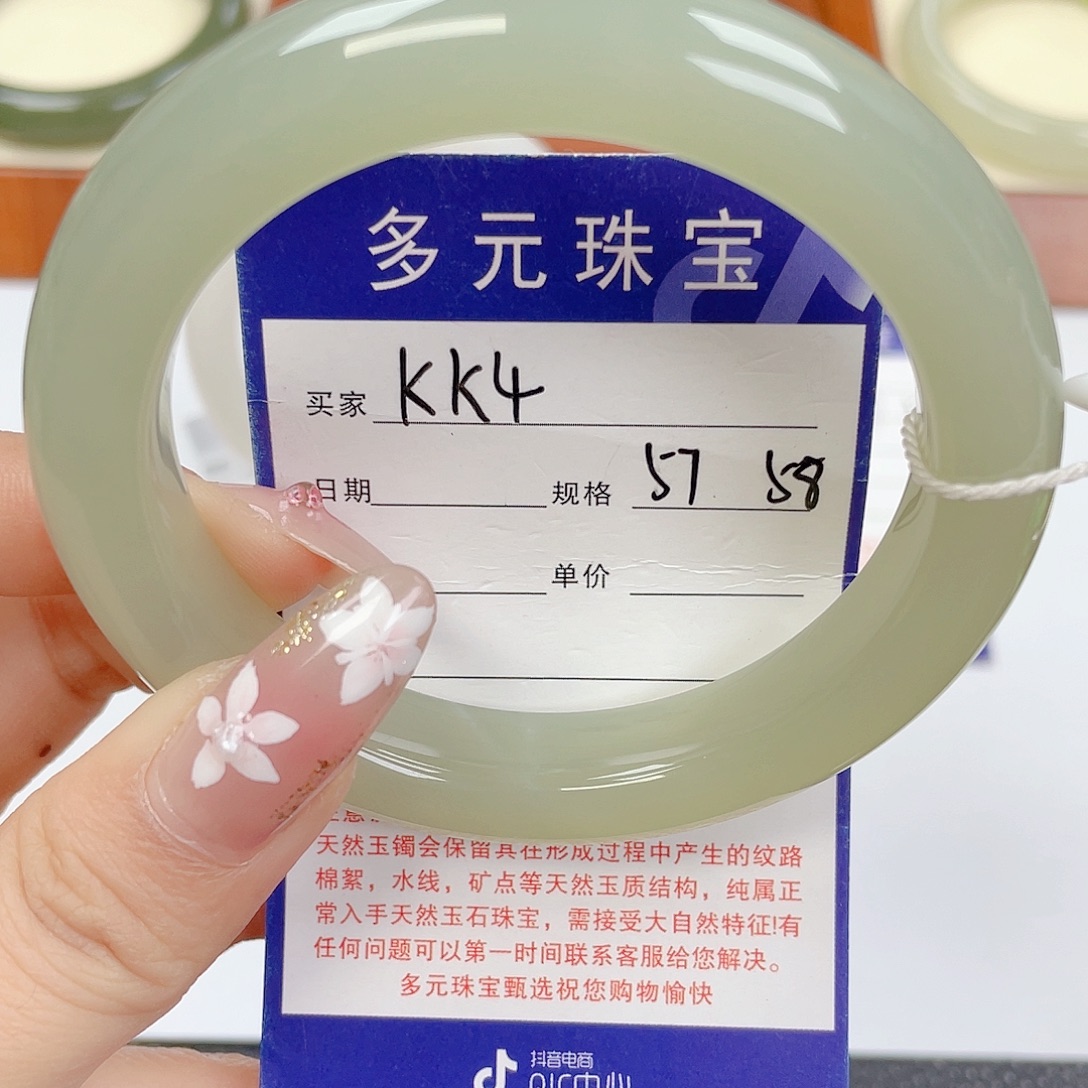 多元珠宝
买家 KK4
日期 规格 57 58
单价
天然玉镯会保留其在形成过程中产生的纹路
棉絮，水线，矿点等天然玉质结构，纯属正
常入手天然玉石珠宝，需接受大自然特征!有
任何问题可以第一时间联系客服给您解决。
多元珠宝甄选祝您购物愉快
抖音电商
QIC中心